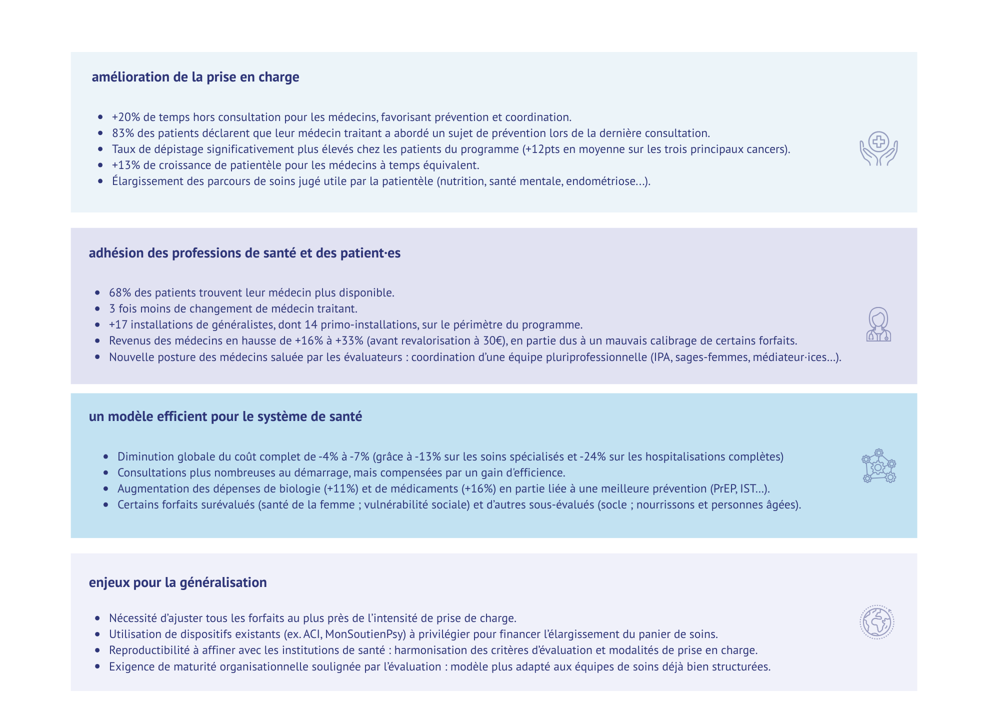 amélioration de la prise en charge
+20% de temps hors consultation pour les médecins, favorisant prévention et coordination.
83% des patients déclarent que leur médecin traitant a abordé un sujet de prévention lors de la dernière consultation.
Taux de dépistage significativement plus élevés chez les patients du programme (+12pts en moyenne sur les trois principaux cancers).
+13% de croissance de patientèle pour les médecins à temps équivalent.
Élargissement des parcours de soins jugé utile par la patientèle (nutrition, santé mentale, endométriose...).
adhésion des professions de santé et des patient·es
68% des patients trouvent leur médecin plus disponible.
3 fois moins de changement de médecin traitant.
+17 installations de généralistes, dont 14 primo-installations, sur le périmètre du programme.
Revenus des médecins en hausse de +16% à +33% (avant revalorisation à 30€), en partie dus à un mauvais calibrage de certains forfaits.
Nouvelle posture des médecins saluée par les évaluateurs : coordination d’une équipe pluriprofessionnelle (IPA, sages-femmes, médiateur·ices...).
un modèle efficient pour le système de santé
Diminution globale du coût complet de -4% à -7% (grâce à -13% sur les soins spécialisés et -24% sur les hospitalisations complètes)
Consultations plus nombreuses au démarrage, mais compensées par un gain d'efficience.
Augmentation des dépenses de biologie (+11%) et de médicaments (+16%) en partie liée à une meilleure prévention (PrEP, IST...).
Certains forfaits surévalués (santé de la femme ; vulnérabilité sociale) et d’autres sous-évalués (socle ; nourrissons et personnes âgées).
enjeux pour la généralisation
Nécessité d’ajuster tous les forfaits au plus près de l’intensité de prise de charge.
Utilisation de dispositifs existants (ex. ACI, MonSoutienPsy) à privilégier pour financer l’élargissement du panier de soins.
Reproductibilité à affiner avec les institutions de santé : harmonisation des critères d’évaluation et modalités de prise en charge.
Exigence de maturité organisationnelle soulignée par l’évaluation : modèle plus adapté aux équipes de soins déjà bien structurées.